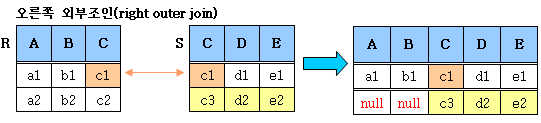 오른쪽 외부조인(right outer join)
R A B C S C D E A B C D E
a1 b1 c1 c1 d1 e1 a1 b1 c1 d1 e1
a2 b2 c2 c3 d2 e2 null null c3 d2 e2